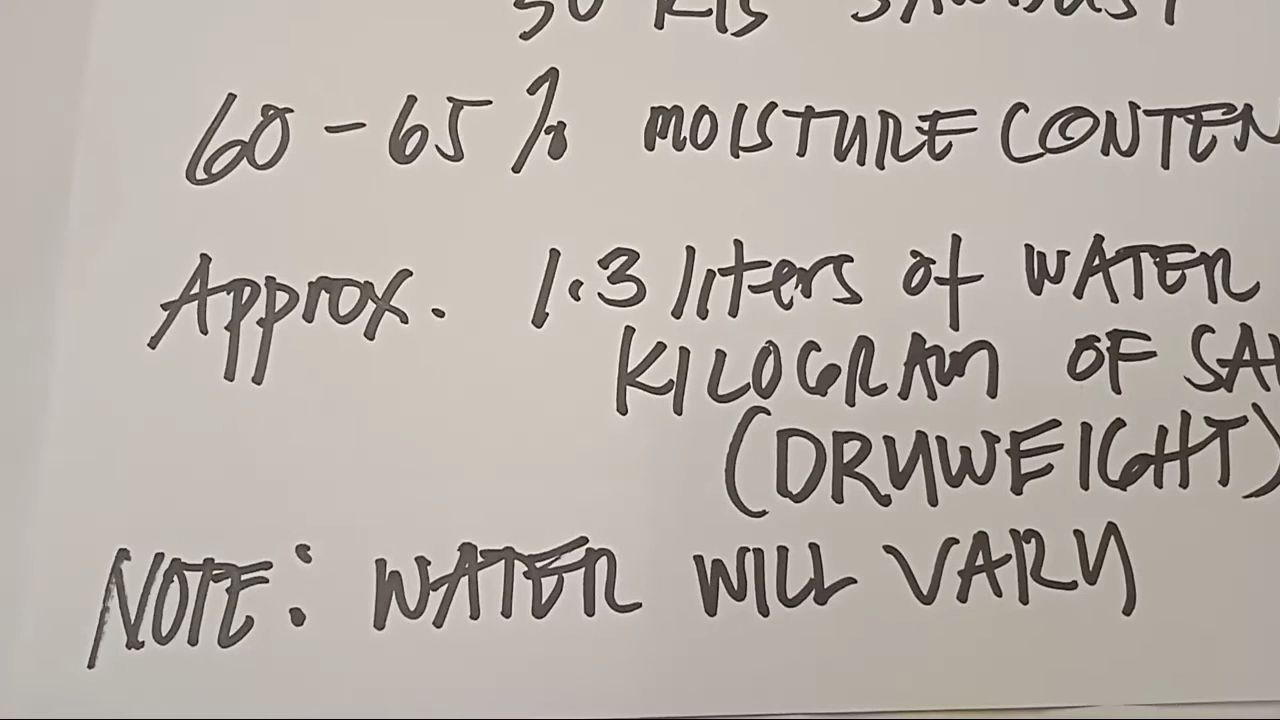 60-65% MOISTURE CONTEN
Approx. 1.3 liters of WATER
KILOGRAM OF SA
(DRYWEIGHT)
NOTE: WATER WILL VARY